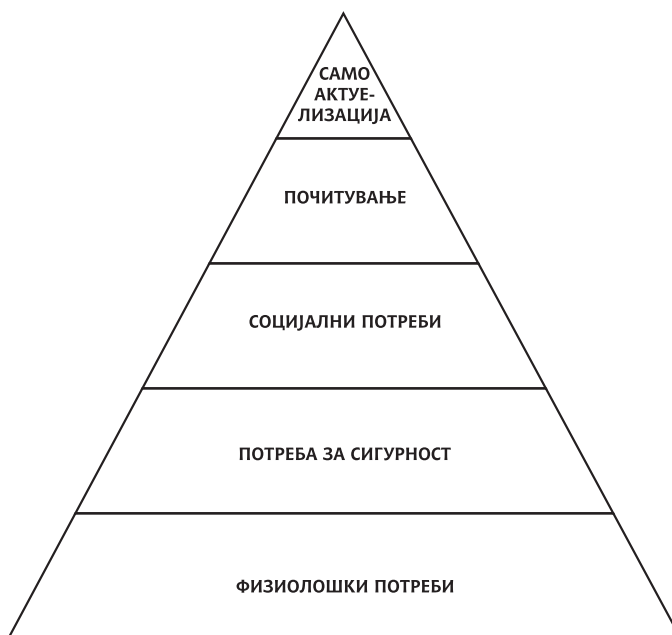 САМО
АКТУЕ-
ЛИЗАЦИЈА
ПОЧИТУВАЊЕ
СОЦИЈАЛНИ ПОТРЕБИ
ПОТРЕБА ЗА СИГУРНОСТ
ФИЗИОЛОШКИ ПОТРЕБИ